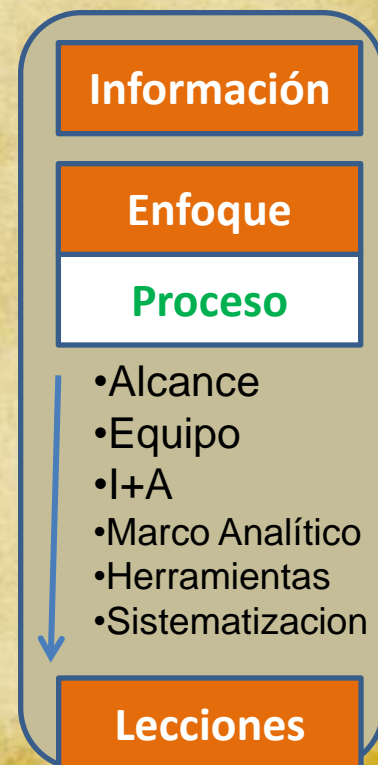 Información
Enfoque
Proceso
•Alcance
•Equipo
•I+A
•Marco Analítico
•Herramientas
•Sistematizacion
Lecciones